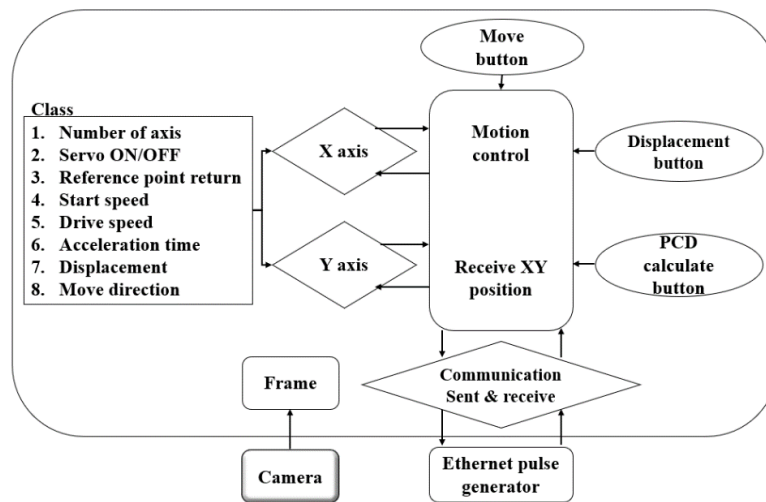 Move
button
Class
1. Number of axis
2. Servo ON/OFF
3. Reference point return
4. Start speed
5. Drive speed
6. Acceleration time
7. Displacement
8. Move direction
X axis
Y axis
Motion
control
Receive XY
position
Displacement
button
PCD
calculate
button
Communication
Sent & receive
Frame
Camera
Ethernet pulse
generator